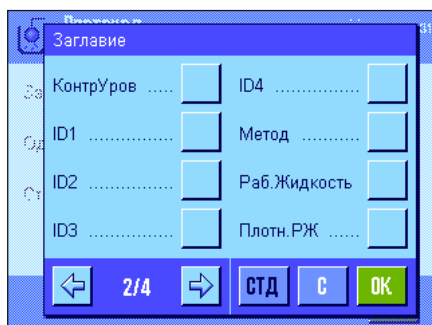 Заглавие
КонтрУров .....
ID1 ................
ID2 ................
ID3 ................
ID4 ................
Метод ...........
Раб.Жидкость
Плотн.РЖ ......
2/4
СТД
C
OK